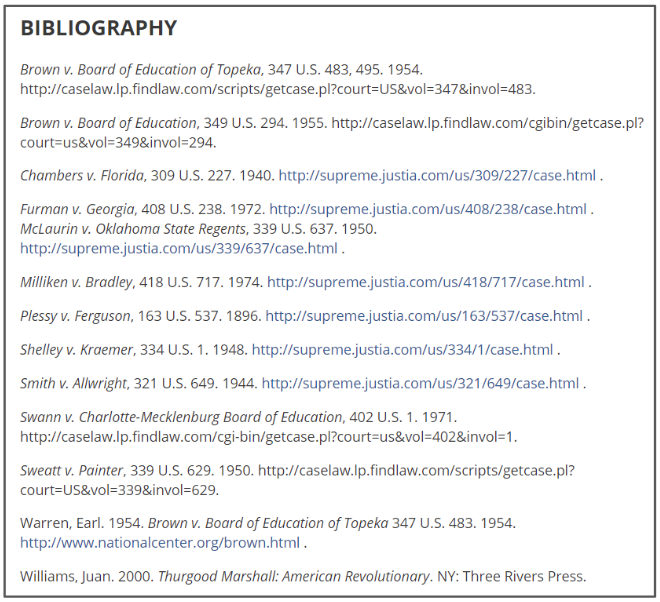 BIBLIOGRAPHY
Brown v. Board of Education of Topeka, 347 U.S. 483, 495. 1954.
http://caselaw.lp.findlaw.com/scripts/getcase.pl?court=US&vol=347&invol=483.
Brown v. Board of Education, 349 U.S. 294. 1955. http://caselaw.lp.findlaw.com/cgibin/getcase.pl?
court=us&vol=349&invol=294.
Chambers v. Florida, 309 U.S. 227. 1940. http://supreme.justia.com/us/309/227/case.html .
Furman v. Georgia, 408 U.S. 238. 1972. http://supreme.justia.com/us/408/238/case.html .
McLaurin v. Oklahoma State Regents, 339 U.S. 637. 1950.
http://supreme.justia.com/us/339/637/case.html .
Milliken v. Bradley, 418 U.S. 717. 1974. http://supreme.justia.com/us/418/717/case.html .
Plessy v. Ferguson, 163 U.S. 537. 1896. http://supreme.justia.com/us/163/537/case.html .
Shelley v. Kraemer, 334 U.S. 1. 1948. http://supreme.justia.com/us/334/1/case.html .
Smith v. Allwright, 321 U.S. 649. 1944. http://supreme.justia.com/us/321/649/case.html .
Swann v. Charlotte-Mecklenburg Board of Education, 402 U.S. 1. 1971.
http://caselaw.lp.findlaw.com/cgi-bin/getcase.pl?court=us&vol=402&invol=1.
Sweatt v. Painter, 339 U.S. 629. 1950. http://caselaw.lp.findlaw.com/scripts/getcase.pl?
court=US&vol=339&invol=629.
Warren, Earl. 1954. Brown v. Board of Education of Topeka 347 U.S. 483. 1954.
http://www.nationalcenter.org/brown.html .
Williams, Juan. 2000. Thurgood Marshall: American Revolutionary. NY: Three Rivers Press.